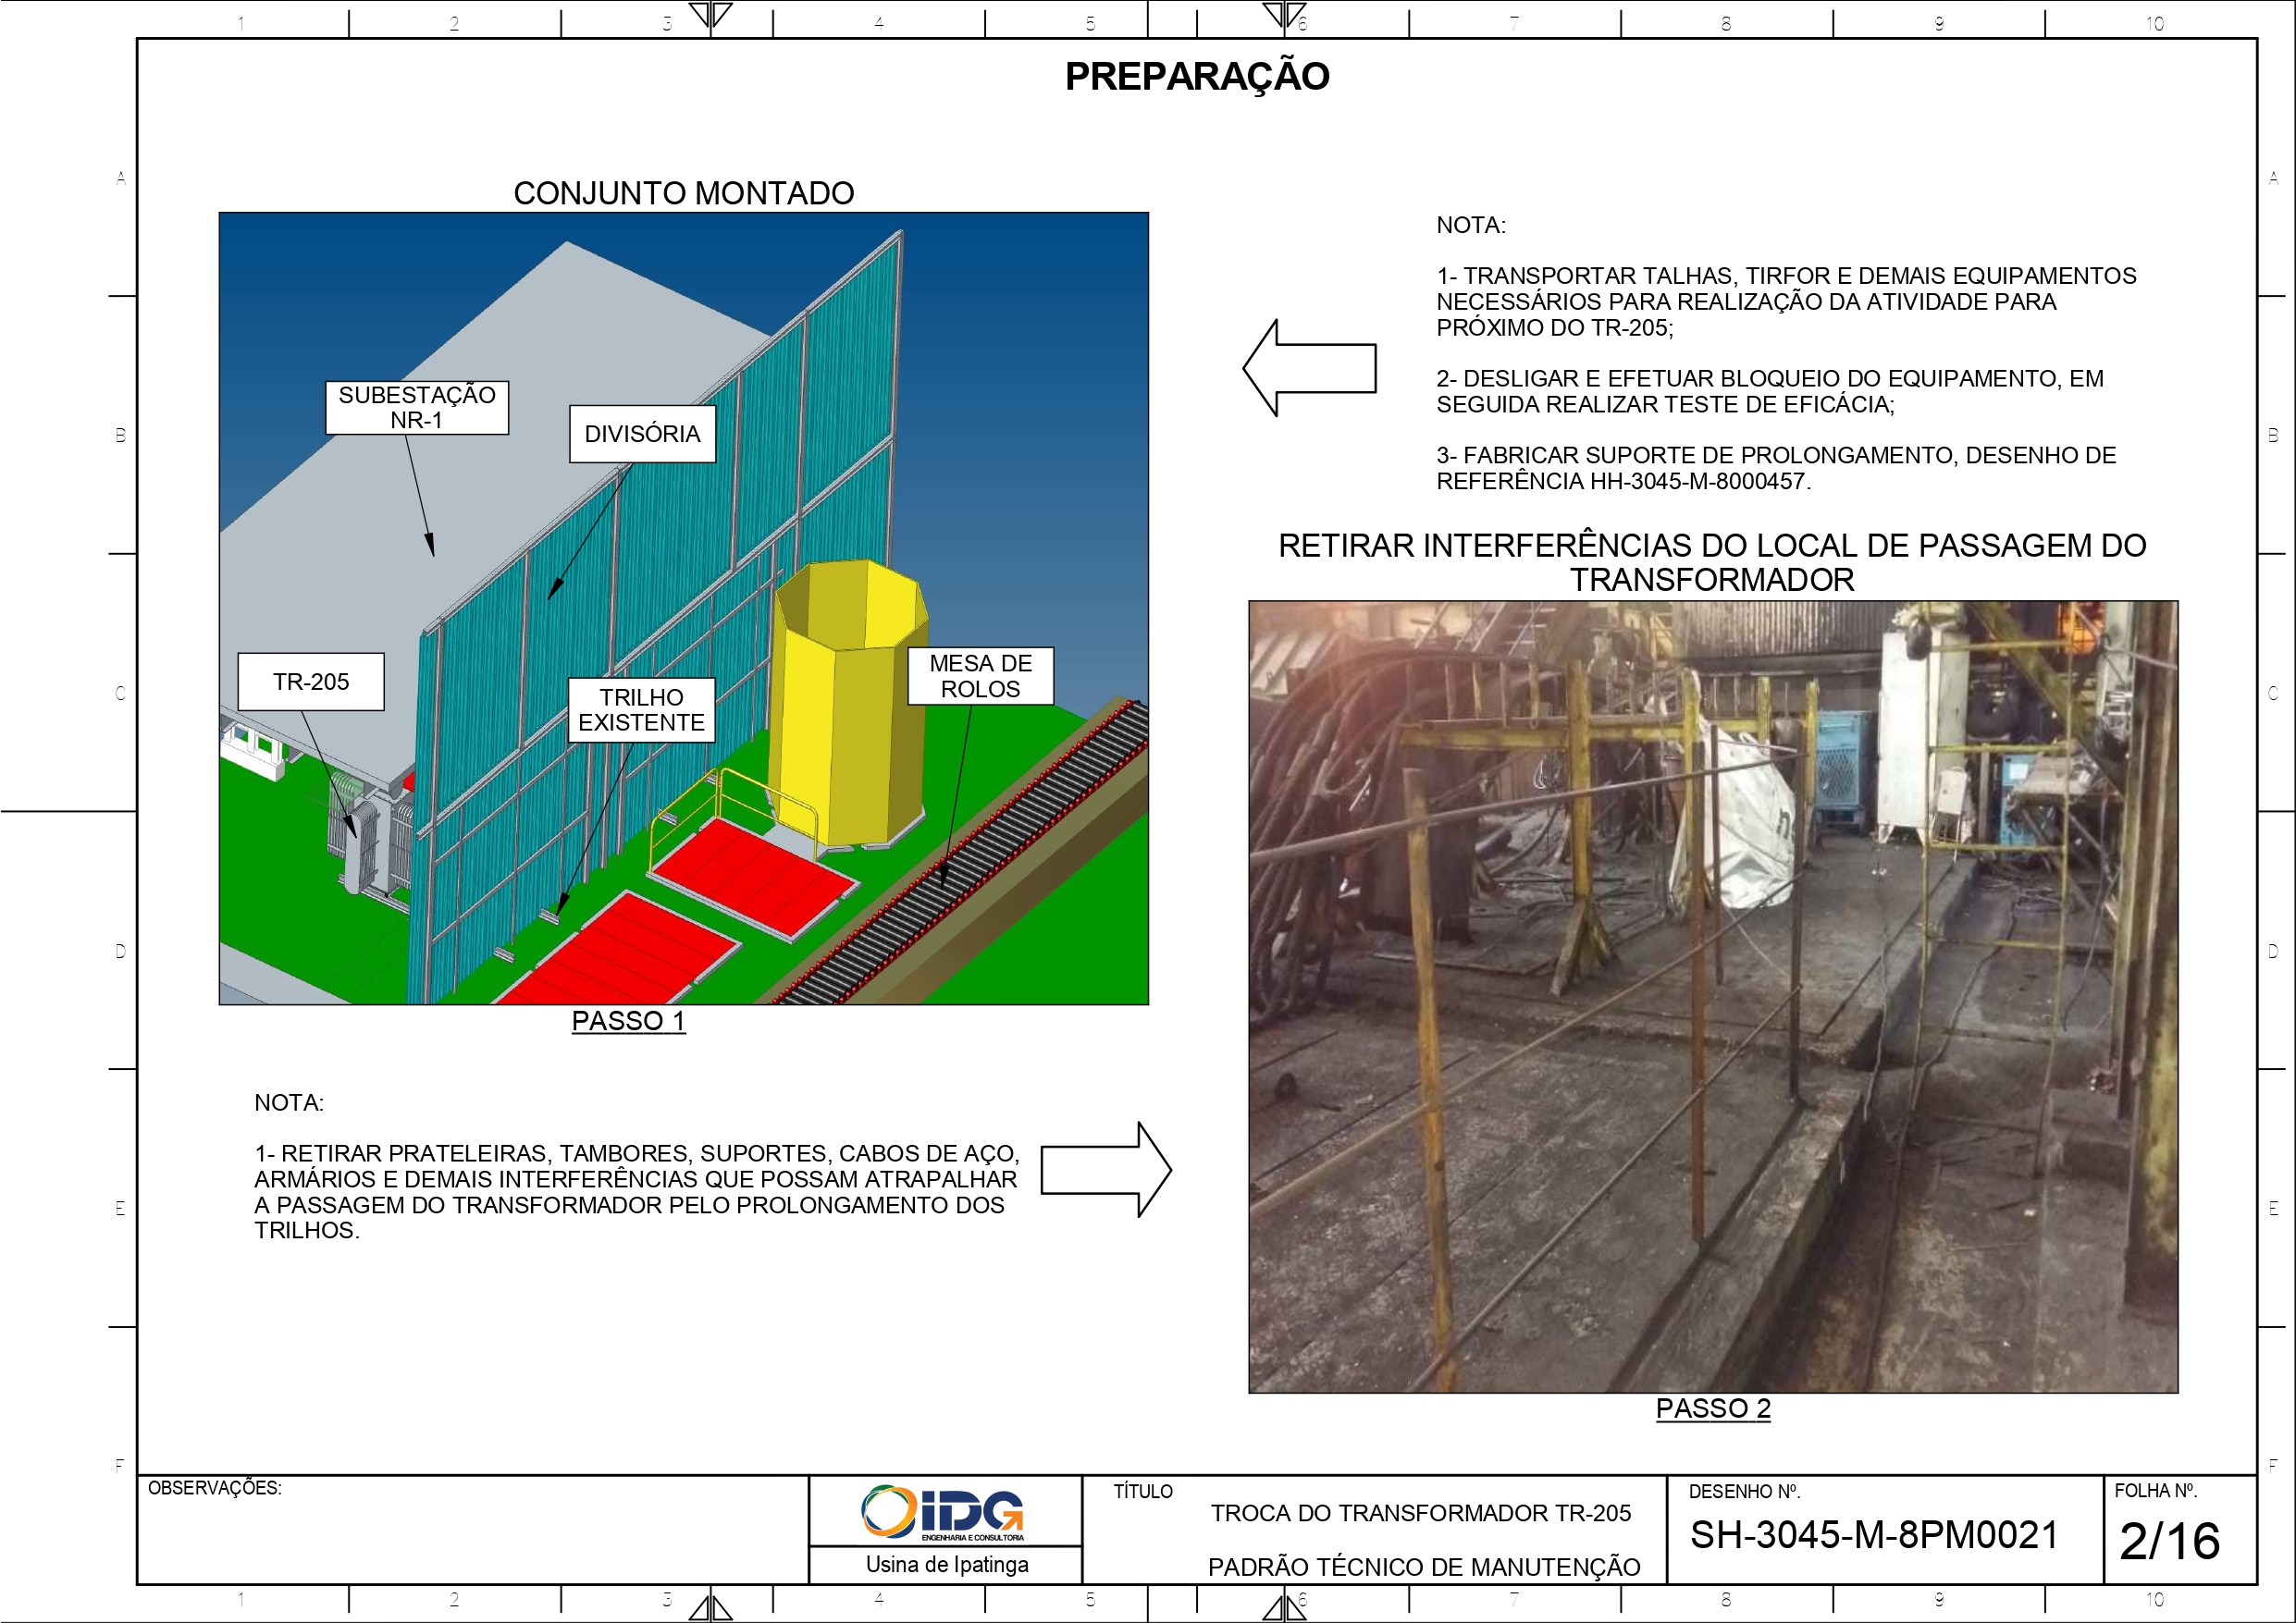 1 2 3 4 5 6 7 8 9 10
PREPARAÇÃO
A A
CONJUNTO MONTADO
SUBESTAÇÃO
NR-1
DIVISÓRIA
TR-205
TRILHO
EXISTENTE
MESA DE
ROLOS
PASSO 1
NOTA:
1- TRANSPORTAR TALHAS, TIRFOR E DEMAIS EQUIPAMENTOS
NECESSÁRIOS PARA REALIZAÇÃO DA ATIVIDADE PARA
PRÓXIMO DO TR-205;
2- DESLIGAR E EFETUAR BLOQUEIO DO EQUIPAMENTO, EM
SEGUIDA REALIZAR TESTE DE EFICÁCIA;
3- FABRICAR SUPORTE DE PROLONGAMENTO, DESENHO DE
REFERÊNCIA HH-3045-M-8000457.
B B
RETIRAR INTERFERÊNCIAS DO LOCAL DE PASSAGEM DO
TRANSFORMADOR
C C
D D
PASSO 2
NOTA:
1- RETIRAR PRATELEIRAS, TAMBORES, SUPORTES, CABOS DE AÇO,
ARMÁRIOS E DEMAIS INTERFERÊNCIAS QUE POSSAM ATRAPALHAR
A PASSAGEM DO TRANSFORMADOR PELO PROLONGAMENTO DOS
TRILHOS.
E E
F F
OBSERVAÇÕES:
IDG
ENGENHARIA E CONSULTORIA
Usina de Ipatinga
TÍTULO
TROCA DO TRANSFORMADOR TR-205
PADRÃO TÉCNICO DE MANUTENÇÃO
DESENHO Nº.
SH-3045-M-8PM0021
FOLHA Nº.
2/16
1 2 3 4 5 6 7 8 9 10